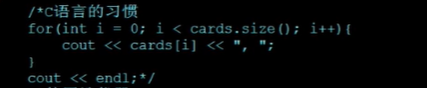 /*C语言的习惯
for(int i = 0; i < cards.size(); i++){
cout << cards[i] << ", ";
}
cout << endl;*/